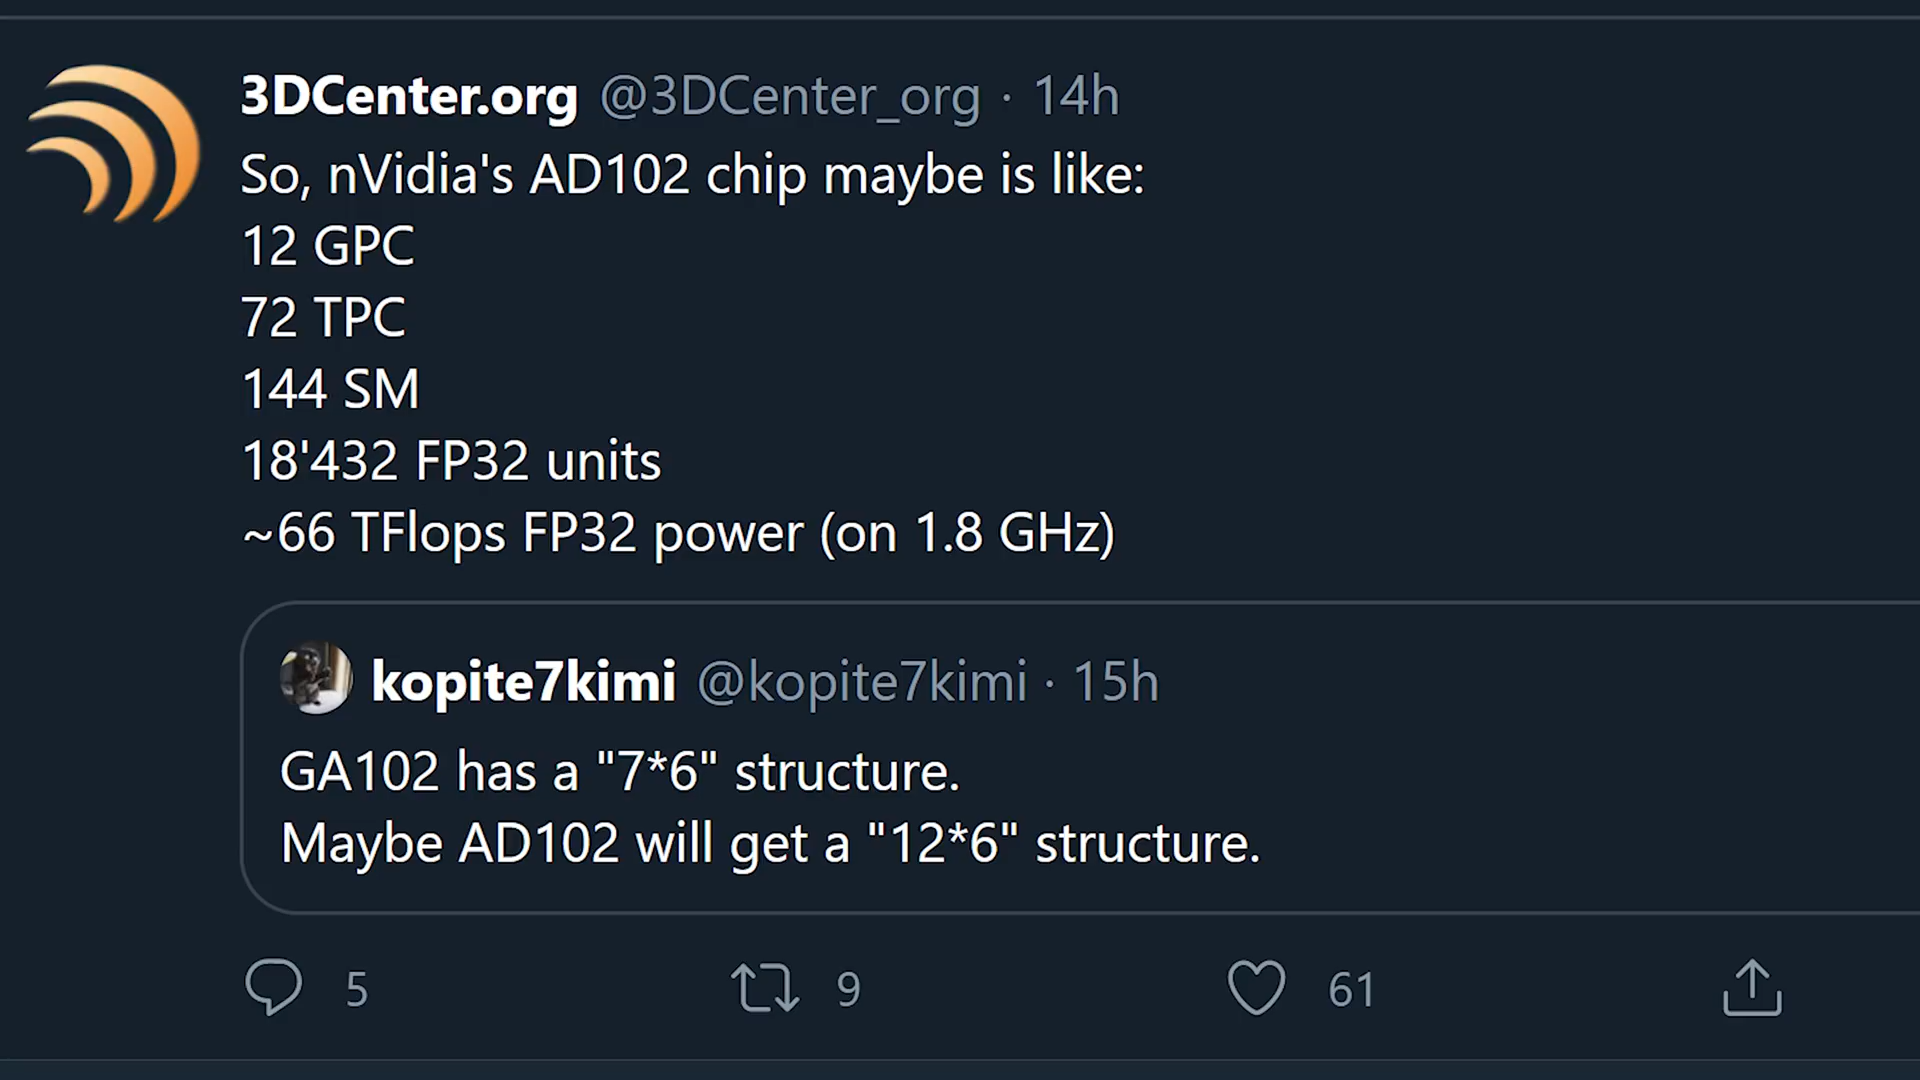 3DCenter.org @3DCenter_org · 14h
So, nVidia's AD102 chip maybe is like:
12 GPC
72 TPC
144 SM
18'432 FP32 units
~66 TFlops FP32 power (on 1.8 GHz)
kopite7kimi @kopite7kimi · 15h
GA102 has a "7*6" structure.
Maybe AD102 will get a "12*6" structure.
5 9 61